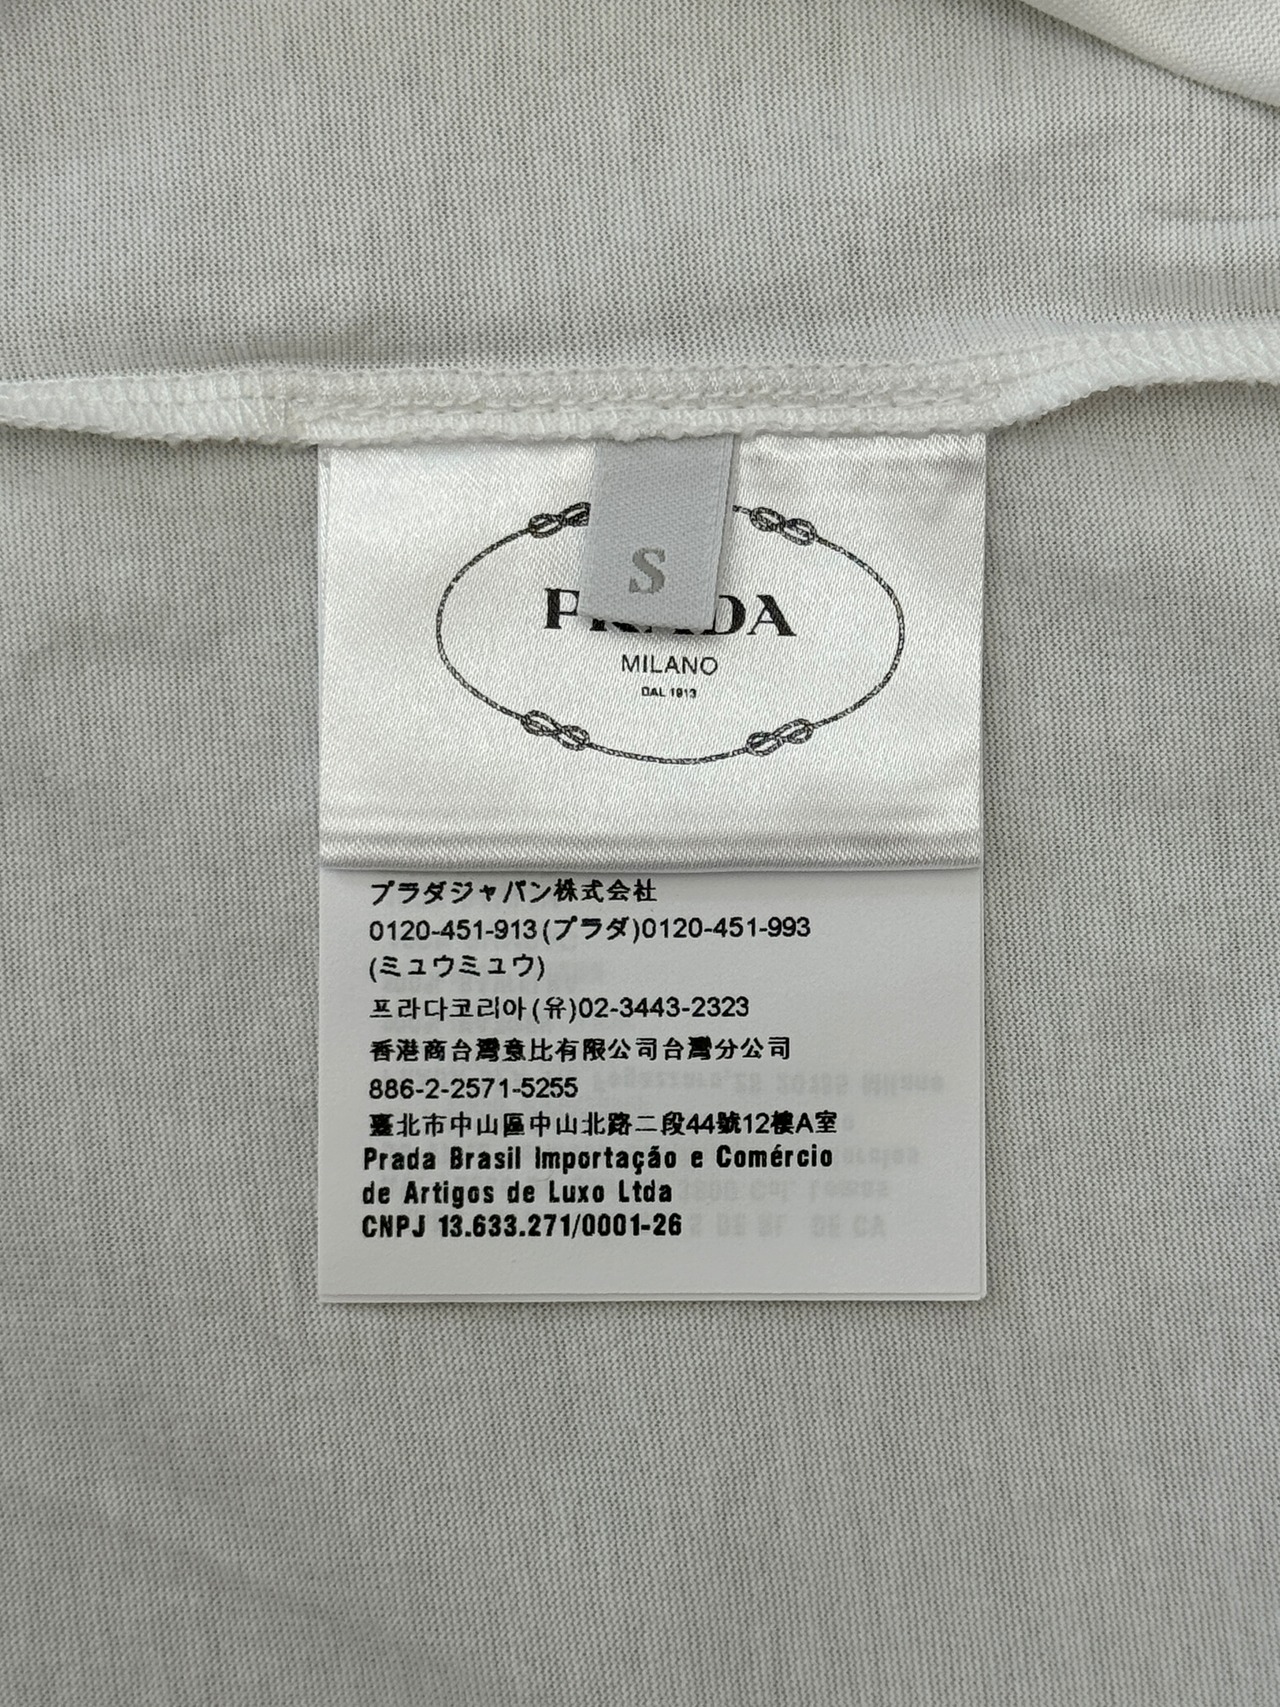 S
PRADA
MILANO
DAL 1913
プラダジャパン株式会社
0120-451-913(プラダ)0120-451-993
(ミュウミュウ)
프라다코리아(유)02-3443-2323
香港商台灣意比有限公司台灣分公司
886-2-2571-5255
臺北市中山區中山北路二段44號12樓A室
Prada Brasil Importação e Comércio
de Artigos de Luxo Ltda
CNPJ 13.633.271/0001-26